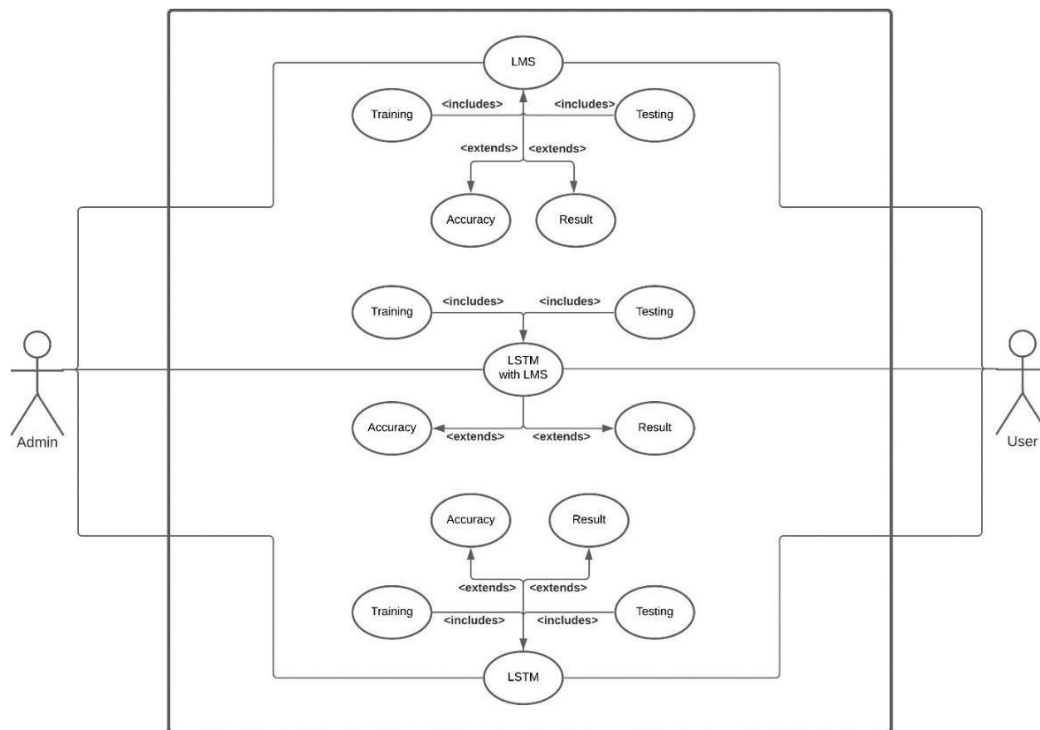 LMS
Training
<includes>
<includes>
Testing
<extends>
<extends>
Accuracy
Result
Training
<includes>
<includes>
Testing
LSTM
with LMS
Admin
User
Accuracy
<extends>
<extends>
Result
Accuracy
Result
<extends>
<extends>
Training
<includes>
<includes>
Testing
LSTM